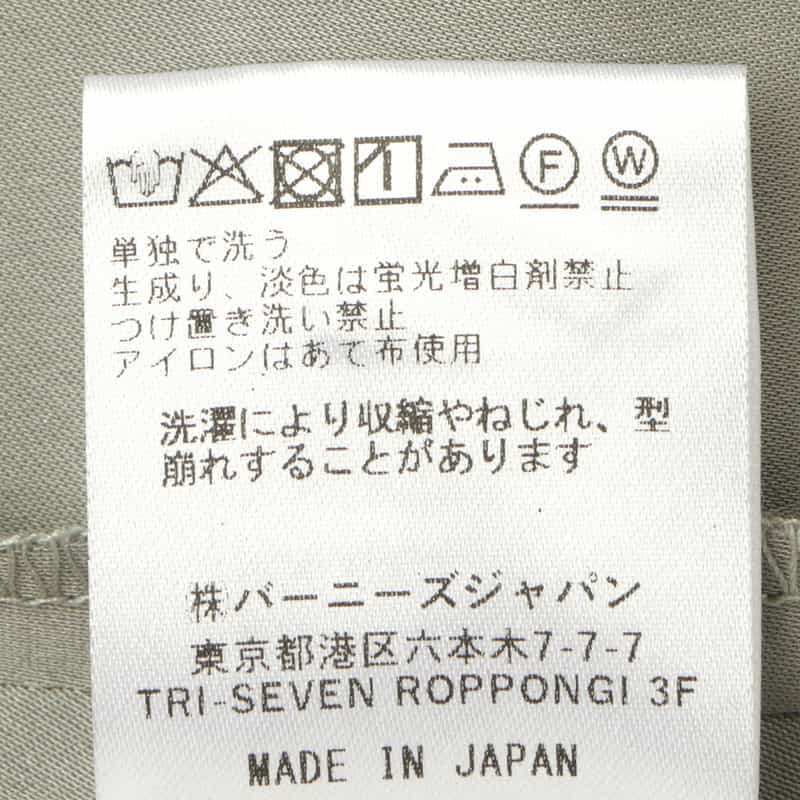 F W
単独で洗う
生成り、淡色は蛍光増白剤禁止
つけ置き洗い禁止
アイロンはあて布使用
洗濯により収縮やねじれ、型
崩れすることがあります
㈱バーニーズジャパン
東京都港区六本木7-7-7
TRI-SEVEN ROPPONGI 3F
MADE IN JAPAN